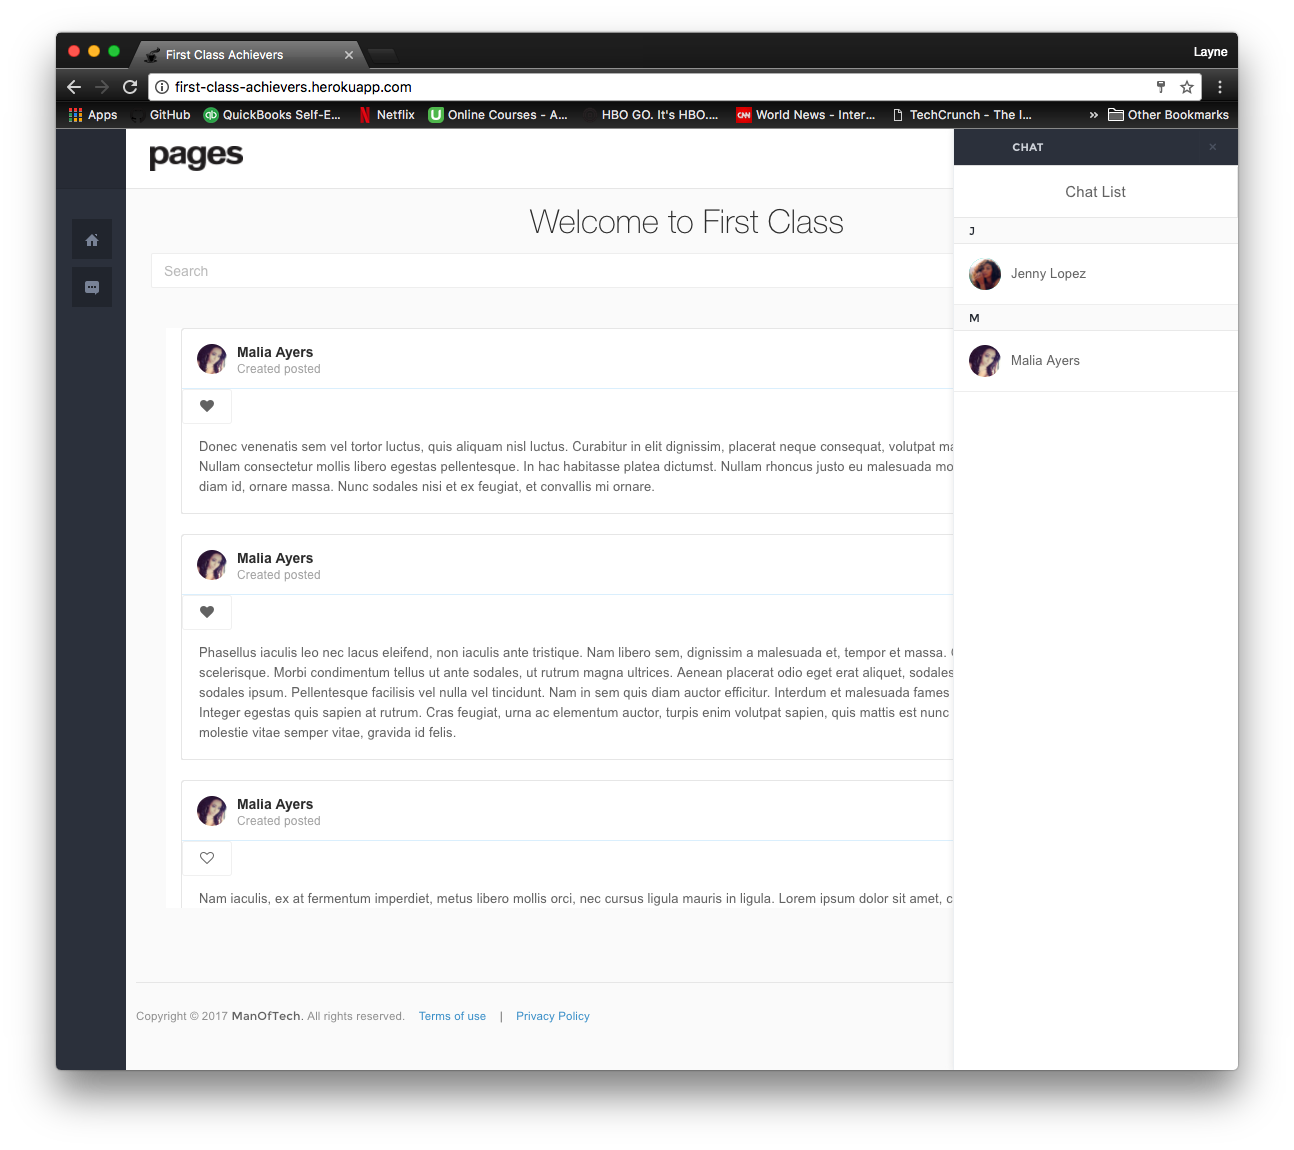 First Class Achievers
Layne
first-class-achievers.herokuapp.com
Apps GitHub QuickBooks Self-E... Netflix Online Courses - A... HBO GO. It's HBO.... CNN World News - Inter... TechCrunch - The I... » Other Bookmarks
pages
CHAT
Chat List
Welcome to First Class
Search
J
Jenny Lopez
M
Malia Ayers
Malia Ayers
Created posted
Donec venenatis sem vel tortor luctus, quis aliquam nisl luctus. Curabitur in elit dignissim, placerat neque consequat, volutpat
Nullam consectetur mollis libero egestas pellentesque. In hac habitasse platea dictumst. Nullam rhoncus justo eu malesuada
diam id, ornare massa. Nunc sodales nisi et ex feugiat, et convallis mi ornare.
Malia Ayers
Created posted
Phasellus iaculis leo nec lacus eleifend, non iaculis ante tristique. Nam libero sem, dignissim a malesuada et, tempor et massa.
scelerisque. Morbi condimentum tellus ut ante sodales, ut rutrum magna ultrices. Aenean placerat odio eget erat aliquet, sodales
sodales ipsum. Pellentesque facilisis vel nulla vel tincidunt. Nam in sem quis diam auctor efficitur. Interdum et malesuada fames
Integer egestas quis sapien at rutrum. Cras feugiat, urna ac elementum auctor, turpis enim volutpat sapien, quis mattis est nunc
molestie vitae semper vitae, gravida id felis.
Malia Ayers
Created posted
Nam iaculis, ex at fermentum imperdiet, metus libero mollis orci, nec cursus ligula mauris in ligula. Lorem ipsum dolor sit amet,
Copyright © 2017 ManOfTech. All rights reserved. Terms of use | Privacy Policy